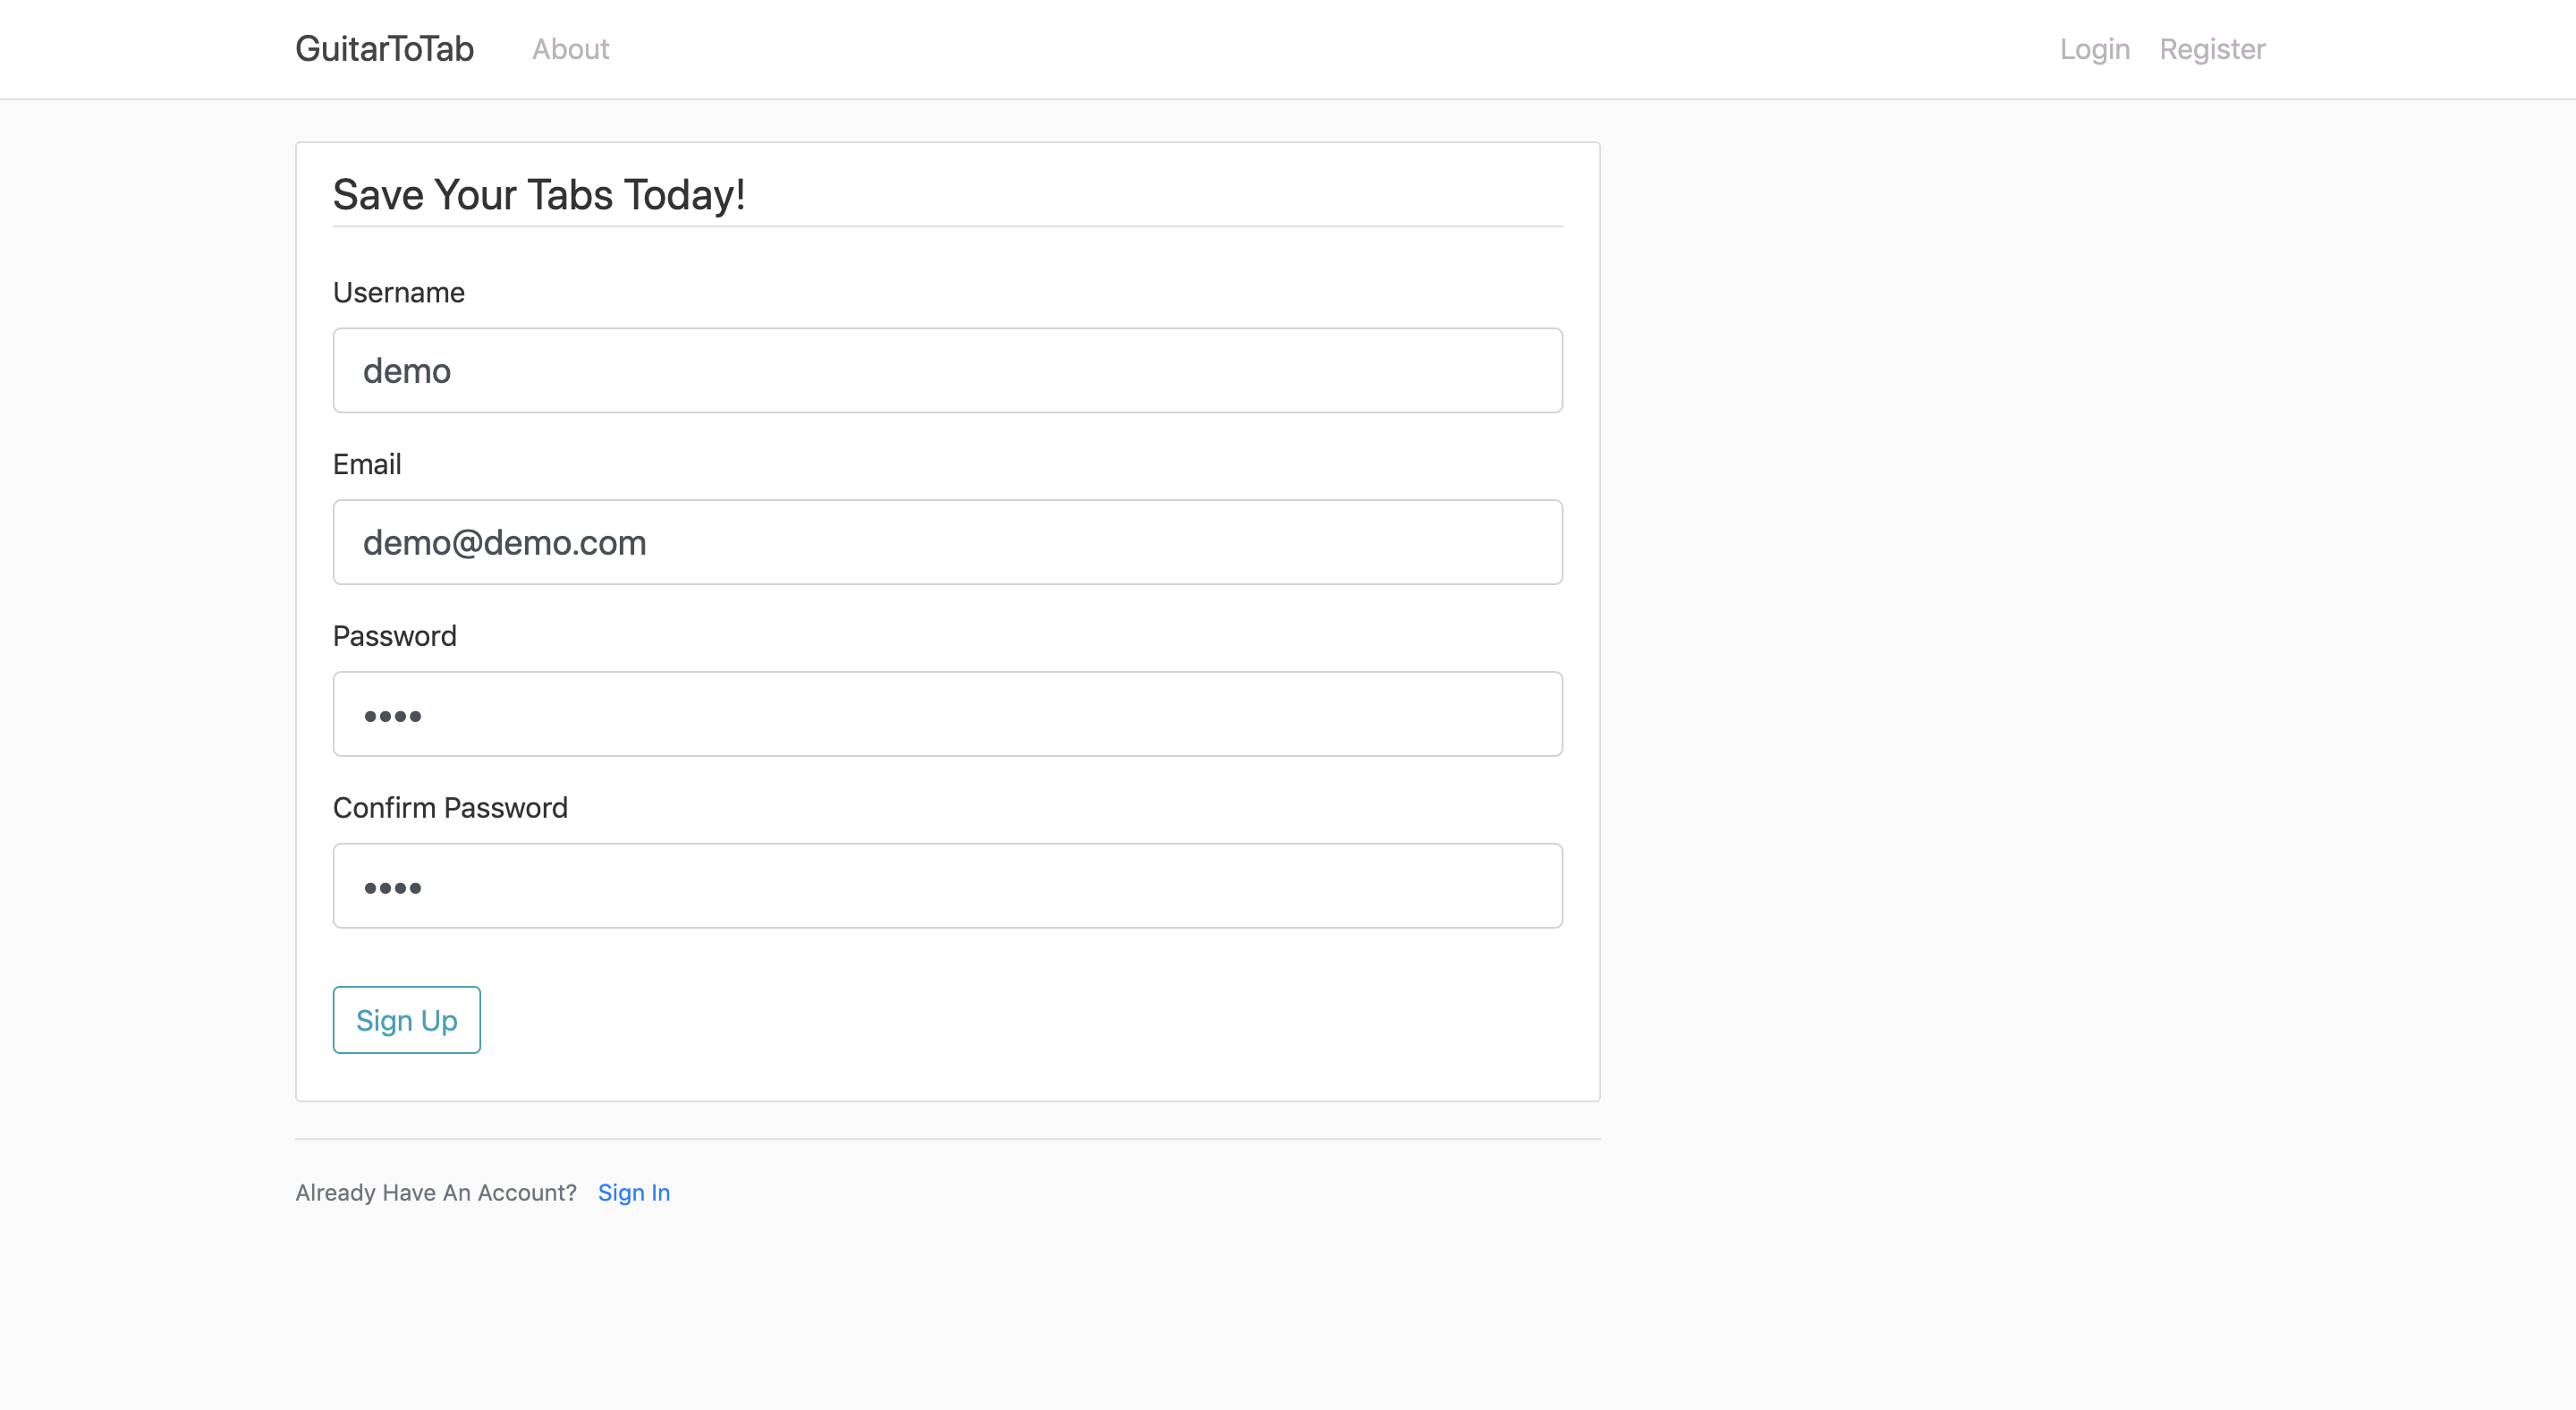 GuitarToTab About Login Register
Save Your Tabs Today!
Username
demo
Email
demo@demo.com
Password
••••
Confirm Password
••••
Sign Up
Already Have An Account? Sign In